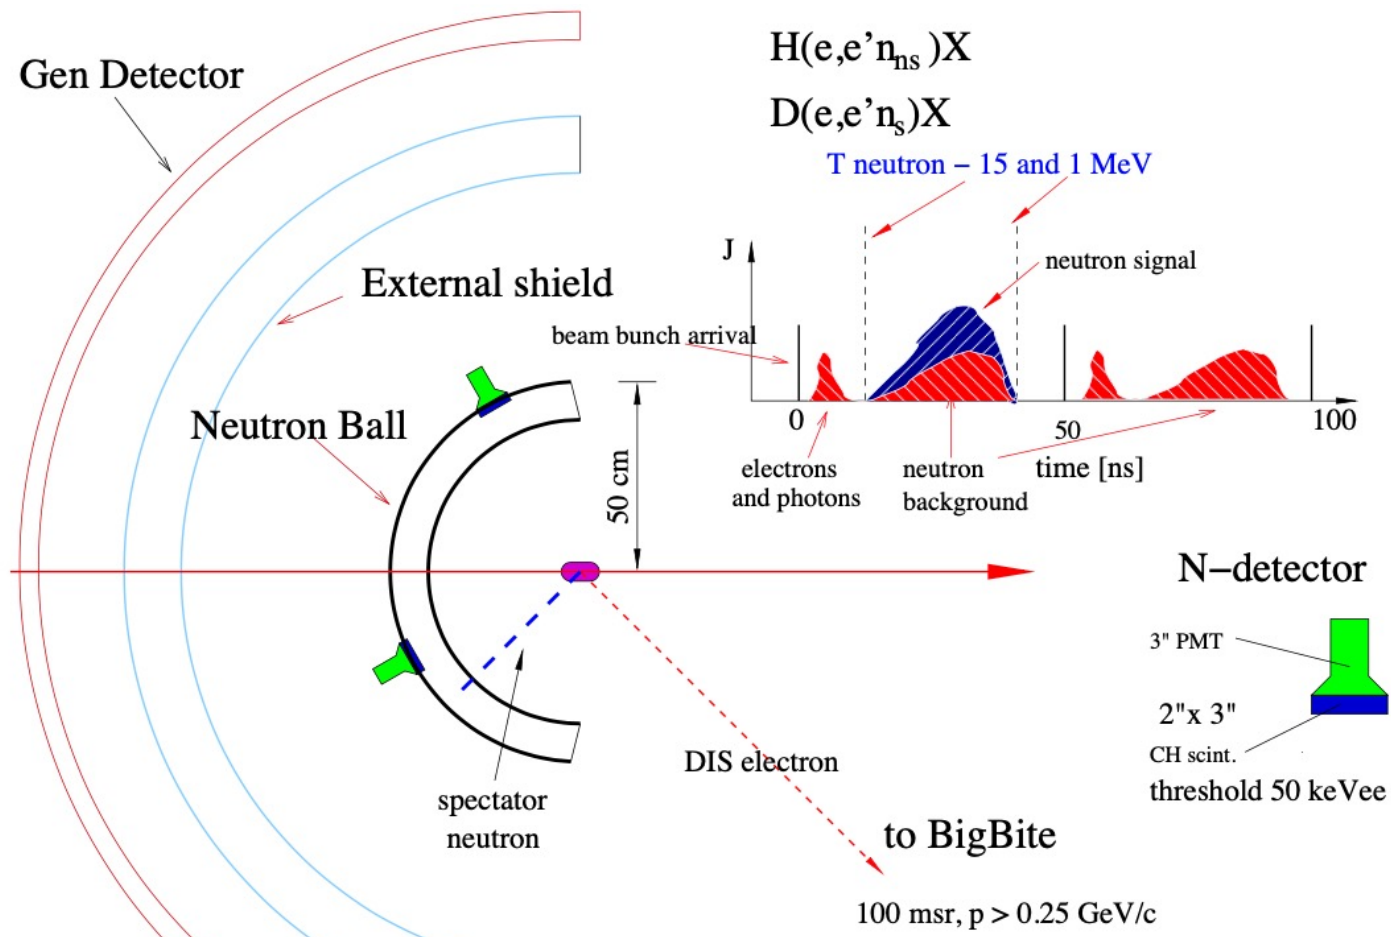 H(e,e’n_ns )X
Gen Detector
D(e,e’n_s)X
T neutron − 15 and 1 MeV
J
neutron signal
External shield
beam bunch arrival
Neutron Ball
0
50
100
time [ns]
electrons
and photons
neutron
background
50 cm
N−detector
3" PMT
2"x 3"
CH scint.
threshold 50 keVee
DIS electron
spectator
neutron
to BigBite
100 msr, p > 0.25 GeV/c